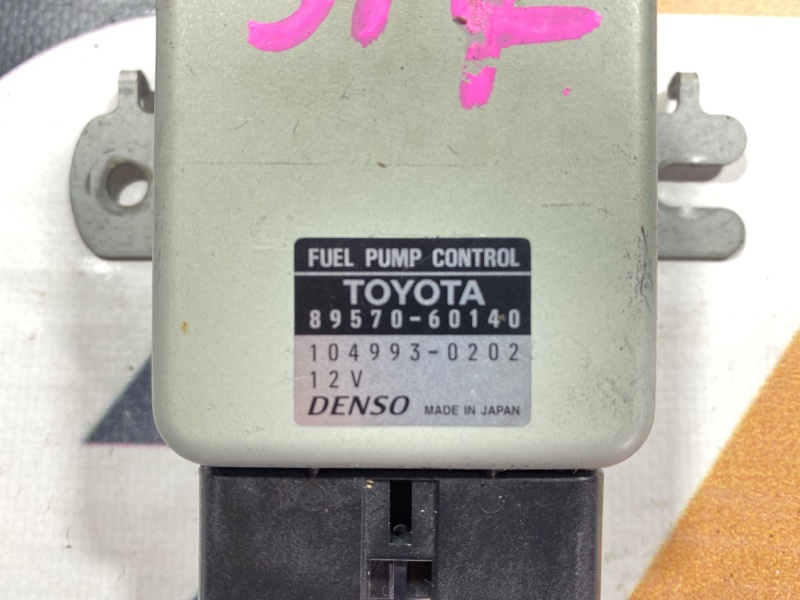 FUEL PUMP CONTROL
TOYOTA
89570-60140
104993-0202
12V
DENSO MADE IN JAPAN